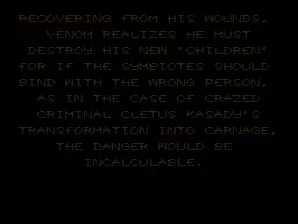 RECOVERING FROM HIS WOUNDS,
VENOM REALIZES HE MUST
DESTROY HIS NEW 'CHILDREN'
FOR IF THE SYMBIOTES SHOULD
BIND WITH THE WRONG PERSON,
AS IN THE CASE OF CRAZED
CRIMINAL CLETUS KASADY'S
TRANSFORMATION INTO CARNAGE,
THE DANGER WOULD BE
INCALCULABLE.